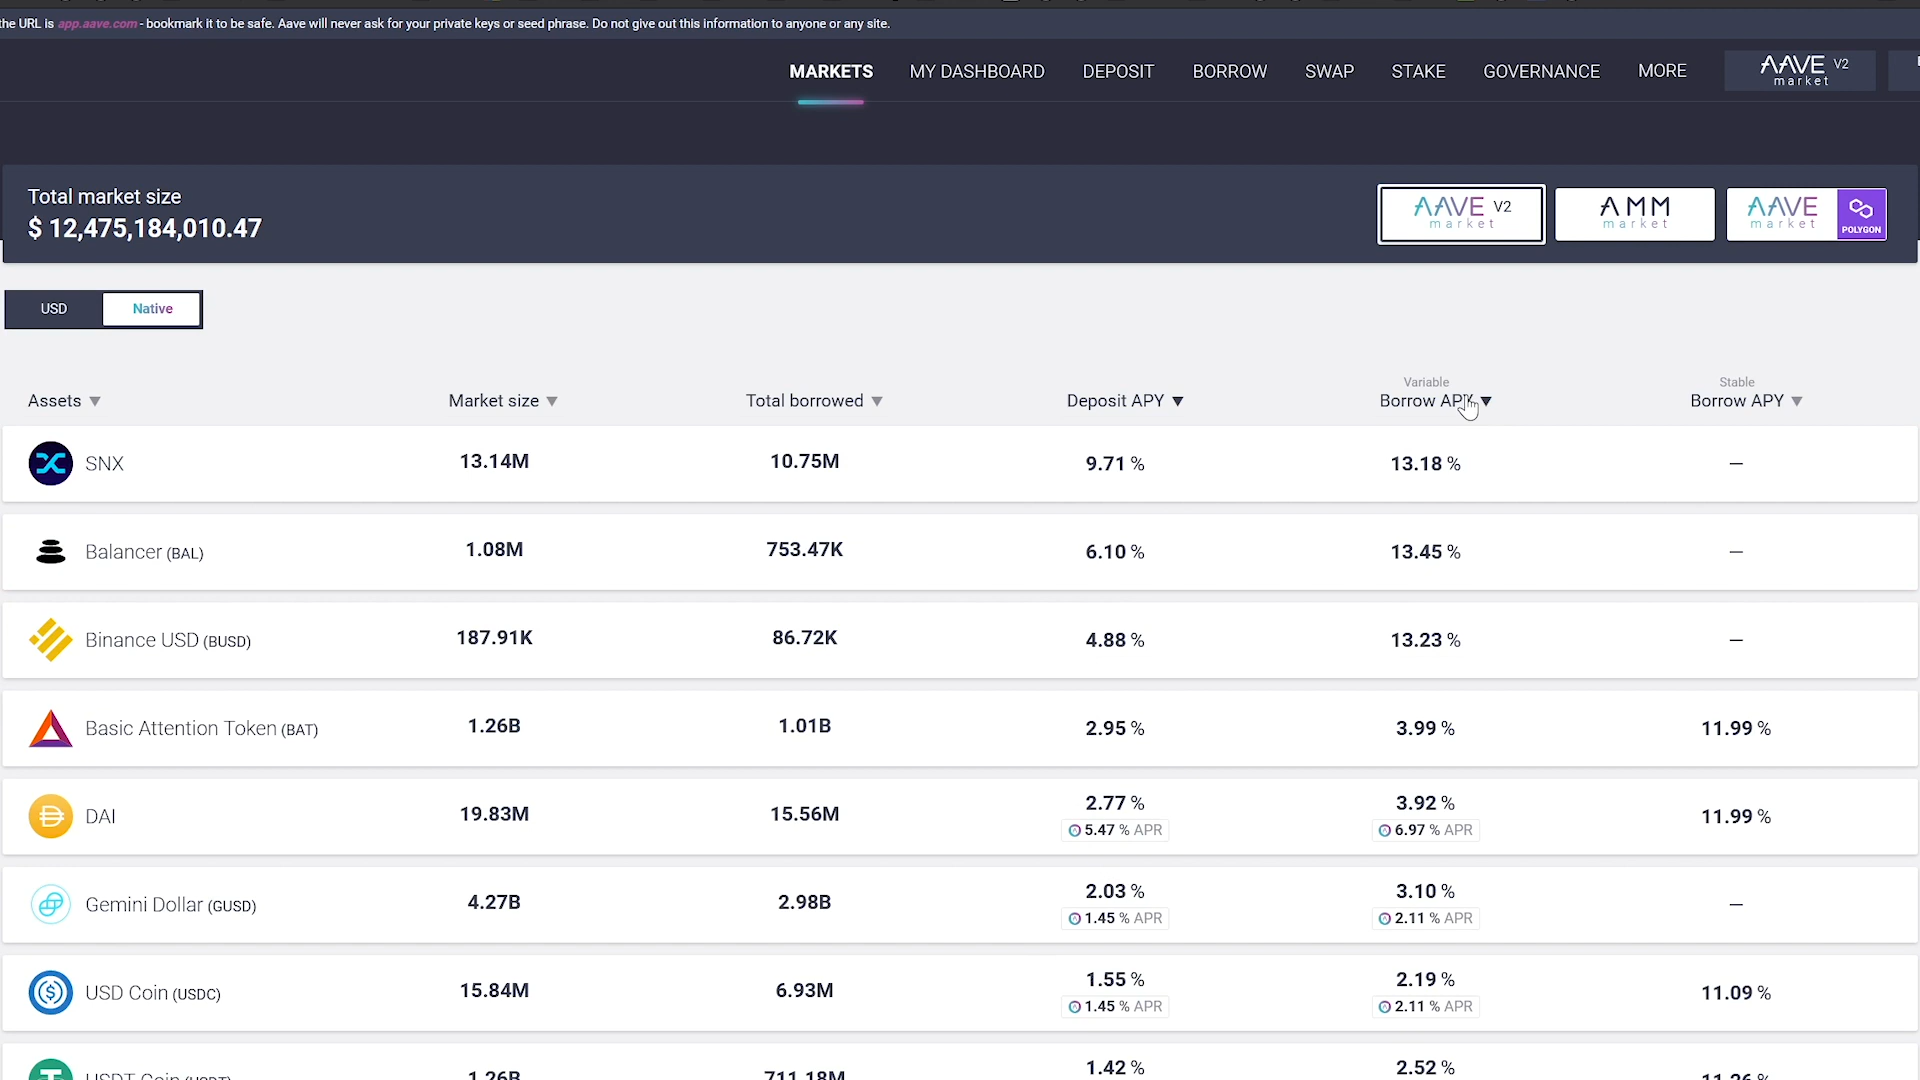 the URL is app.aave.com - bookmark it to be safe. Aave will never ask for your private keys or seed phrase. Do not give out this information to anyone or any site.
MARKETS MY DASHBOARD DEPOSIT BORROW SWAP STAKE GOVERNANCE MORE AAVE V2 market
Total market size
$ 12,475,184,010.47
AAVE V2 market
AMM market
AAVE market POLYGON
USD Native
Assets Market size Total borrowed Deposit APY Variable Borrow APY Stable Borrow APY
SNX 13.14M 10.75M 9.71 % 13.18 % —
Balancer (BAL) 1.08M 753.47K 6.10 % 13.45 % —
Binance USD (BUSD) 187.91K 86.72K 4.88 % 13.23 % —
Basic Attention Token (BAT) 1.26B 1.01B 2.95 % 3.99 % 11.99 %
DAI 19.83M 15.56M 2.77 % 3.92 % 11.99 %
5.47 % APR 6.97 % APR
Gemini Dollar (GUSD) 4.27B 2.98B 2.03 % 3.10 % —
1.45 % APR 2.11 % APR
USD Coin (USDC) 15.84M 6.93M 1.55 % 2.19 % 11.09 %
1.45 % APR 2.11 % APR
USDT Coin (USDT) 1.26B 711.18M 1.42 % 2.52 % 11.26 %